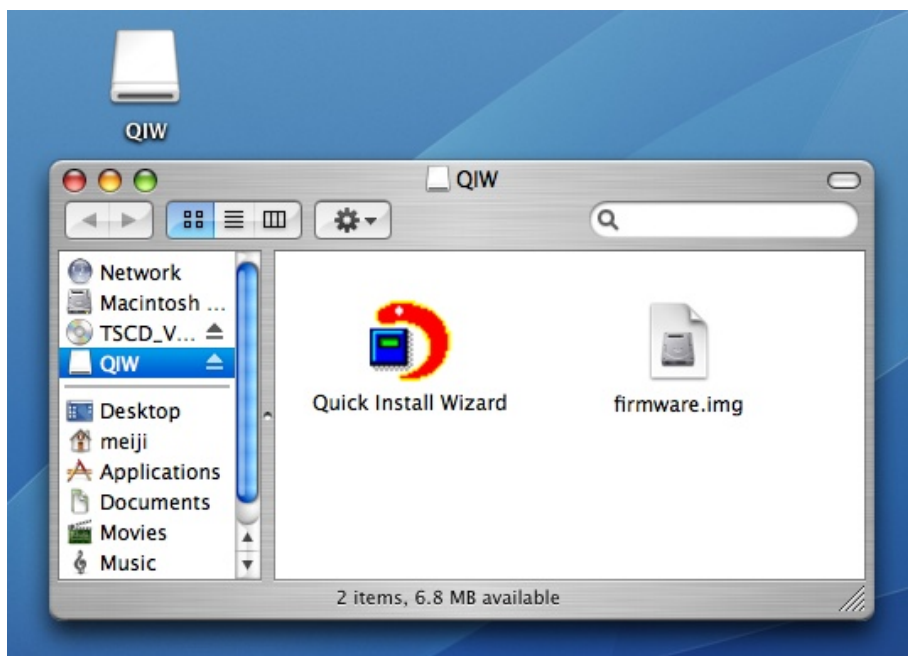 QIW
QIW
Network
Macintosh ...
TSCD_V...
QIW
Desktop
meiji
Applications
Documents
Movies
Music
Quick Install Wizard
firmware.img
2 items, 6.8 MB available